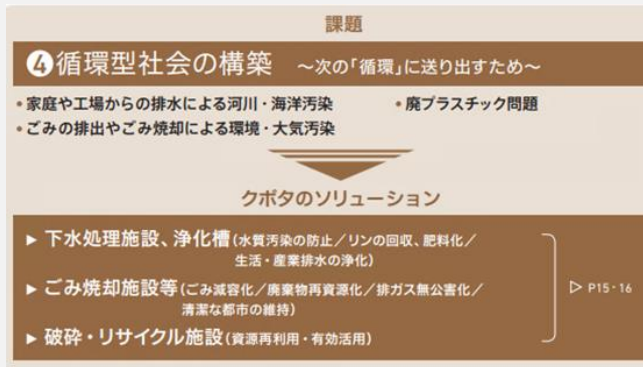 課題
❹循環型社会の構築 ～次の「循環」に送り出すため～
•家庭や工場からの排水による河川・海洋汚染 •廃プラスチック問題
•ごみの排出やごみ焼却による環境・大気汚染
クボタのソリューション
▶ 下水処理施設、浄化槽(水質汚染の防止／リンの回収、肥料化／
生活・産業排水の浄化)
▶ ごみ焼却施設等(ごみ減容化／廃棄物再資源化／排ガス無公害化／
清潔な都市の維持)
▷ P15・16
▶ 破砕・リサイクル施設(資源再利用・有効活用)